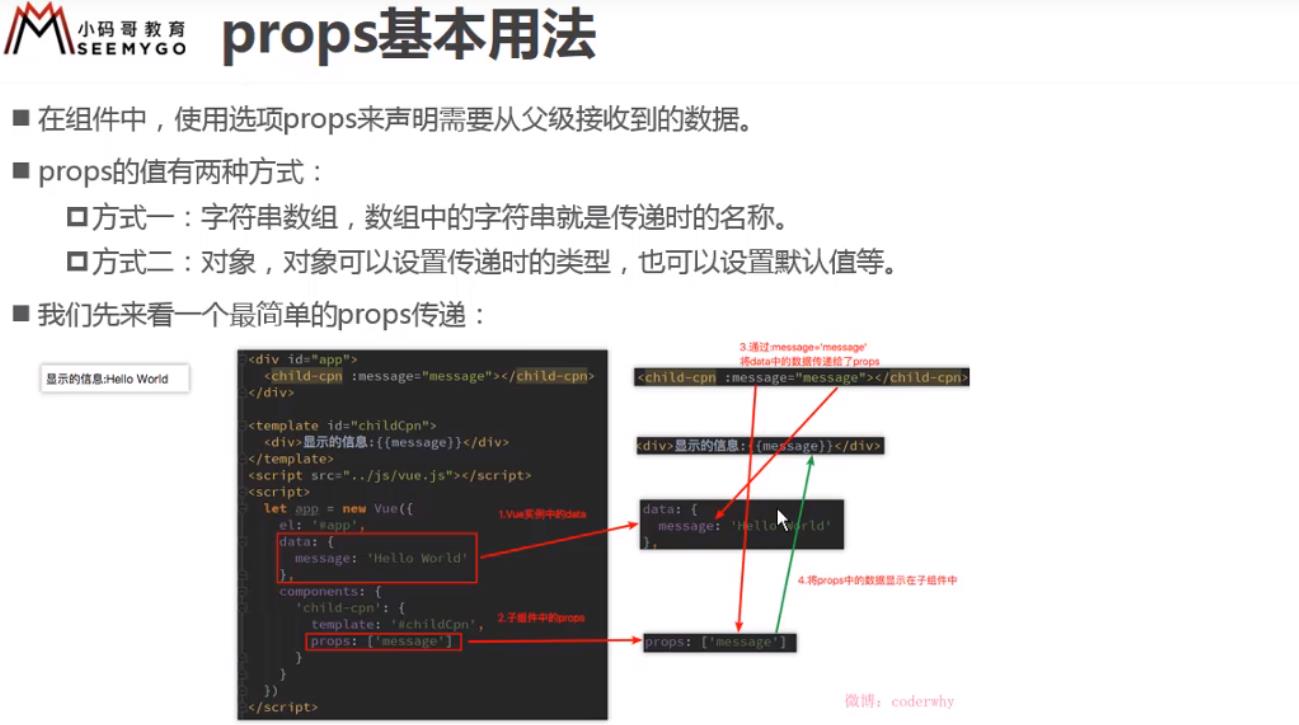 小码哥教育
SEEMYGO
props基本用法
在组件中，使用选项props来声明需要从父级接收到的数据。
props的值有两种方式：
方式一：字符串数组，数组中的字符串就是传递时的名称。
方式二：对象，对象可以设置传递时的类型，也可以设置默认值等。
我们先来看一个最简单的props传递：
显示的信息:Hello World
<div id="app">
<child-cpn :message="message"></child-cpn>
</div>
<template id="childCpn">
<div>显示的信息:{{message}}</div>
</template>
<script src="../js/vue.js"></script>
<script>
let app = new Vue({
el: '#app',
data: {
message: 'Hello World'
},
components: {
'child-cpn': {
template: '#childCpn',
props: ['message']
}
}
})
</script>
1.Vue实例中的data
2.子组件中的props
3.通过:message='message'
将data中的数据传递给了props
<child-cpn :message="message"></child-cpn>
<div>显示的信息:{{message}}</div>
data: {
message: 'Hello World'
},
4.将props中的数据显示在子组件中
props: ['message']
微博：coderwhy